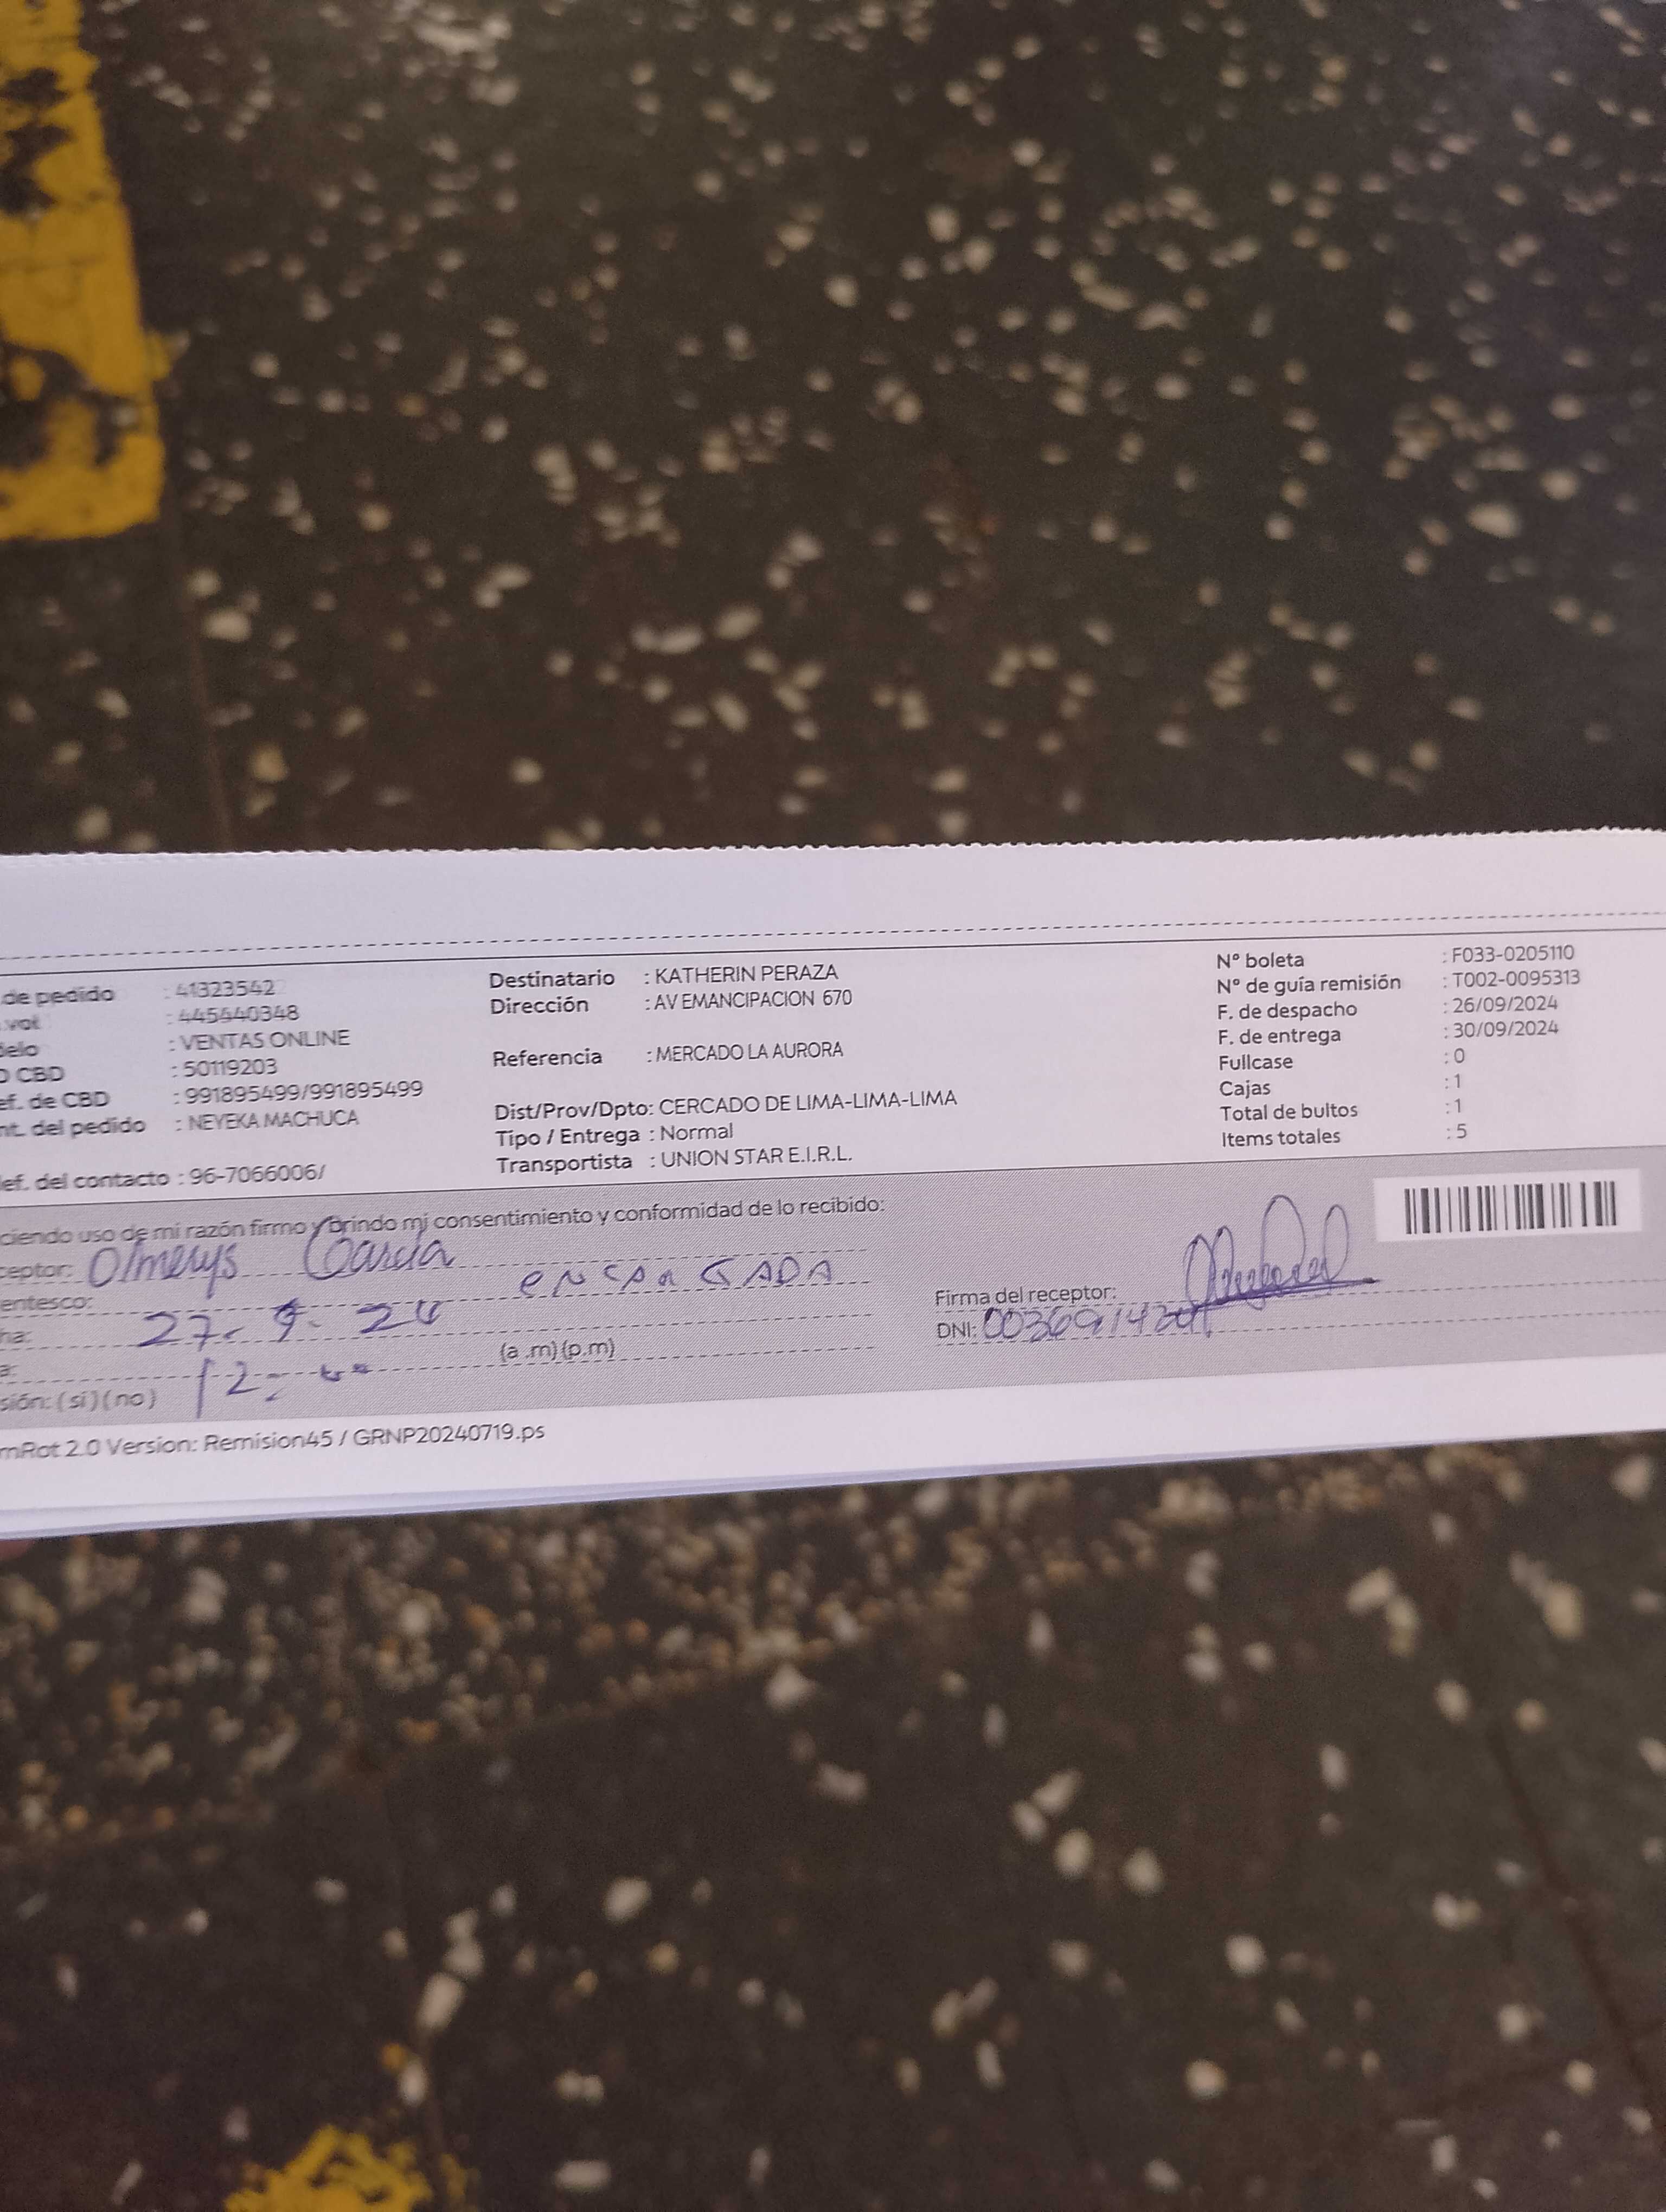 de pedido : 41323542
vol : 445440348
delo : VENTAS ONLINE
D CBD : 50119203
ef. de CBD : 991895499/991895499
nt. del pedido : NEYEKA MACHUCA
ef. del contacto : 96-7066006/
Destinatario : KATHERIN PERAZA
Dirección : AV EMANCIPACION 670
Referencia : MERCADO LA AURORA
Dist/Prov/Dpto: CERCADO DE LIMA-LIMA-LIMA
Tipo / Entrega : Normal
Transportista : UNION STAR E.I.R.L.
Nº boleta : F033-0205110
Nº de guía remisión : T002-0095313
F. de despacho : 26/09/2024
F. de entrega : 30/09/2024
Fullcase : 0
Cajas : 1
Total de bultos : 1
Items totales : 5
ciendo uso de mi razón firmo y brindo mi consentimiento y conformidad de lo recibido:
ceptor: Olmerys Garcia
entesco: encargada
ha: 27-9-24
a: 12: (a .m) (p.m)
sión: (si) (no)
Firma del receptor:
DNI:
mRot 2.0 Version: Remision45 / GRNP20240719.ps